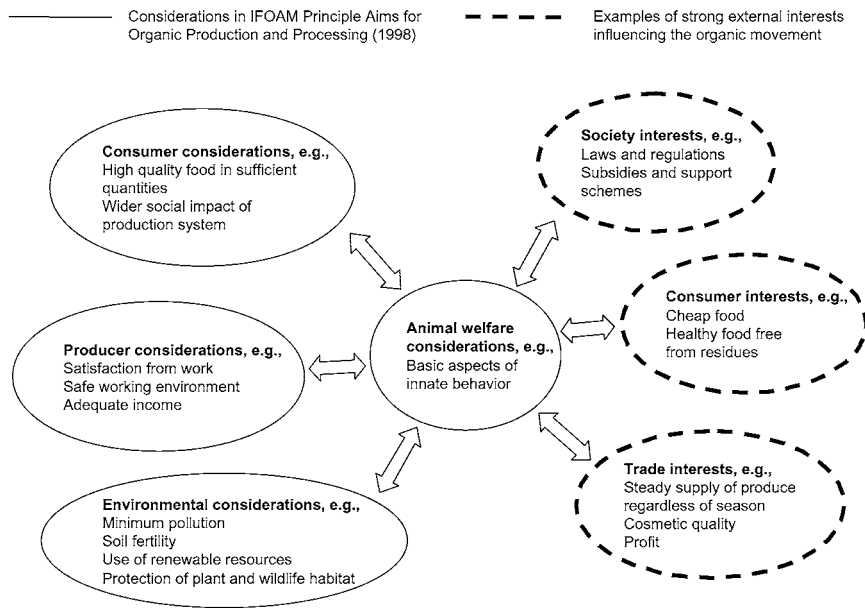 Considerations in IFOAM Principle Aims for
Organic Production and Processing (1998)
Examples of strong external interests
influencing the organic movement
Consumer considerations, e.g.,
High quality food in sufficient
quantities
Wider social impact of
production system
Society interests, e.g.,
Laws and regulations
Subsidies and support
schemes
Producer considerations, e.g.,
Satisfaction from work
Safe working environment
Adequate income
Animal welfare
considerations, e.g.,
Basic aspects of
innate behavior
Consumer interests, e.g.,
Cheap food
Healthy food free
from residues
Environmental considerations, e.g.,
Minimum pollution
Soil fertility
Use of renewable resources
Protection of plant and wildlife habitat
Trade interests, e.g.,
Steady supply of produce
regardless of season
Cosmetic quality
Profit